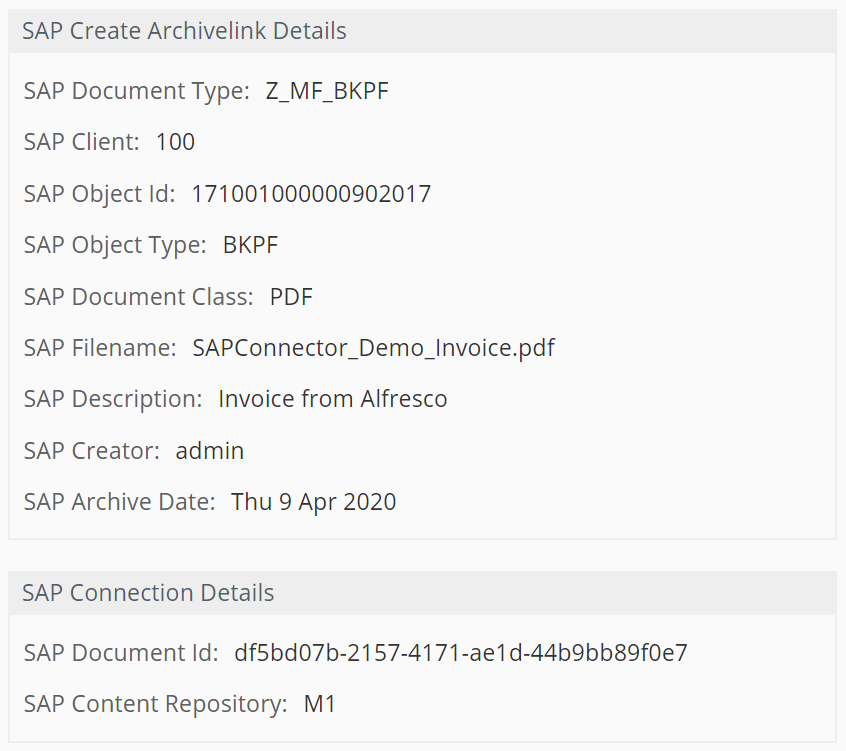 SAP Create Archivelink Details
SAP Document Type: Z_MF_BKPF
SAP Client: 100
SAP Object Id: 171001000000902017
SAP Object Type: BKPF
SAP Document Class: PDF
SAP Filename: SAPConnector_Demo_Invoice.pdf
SAP Description: Invoice from Alfresco
SAP Creator: admin
SAP Archive Date: Thu 9 Apr 2020
SAP Connection Details
SAP Document Id: df5bd07b-2157-4171-ae1d-44b9bb89f0e7
SAP Content Repository: M1